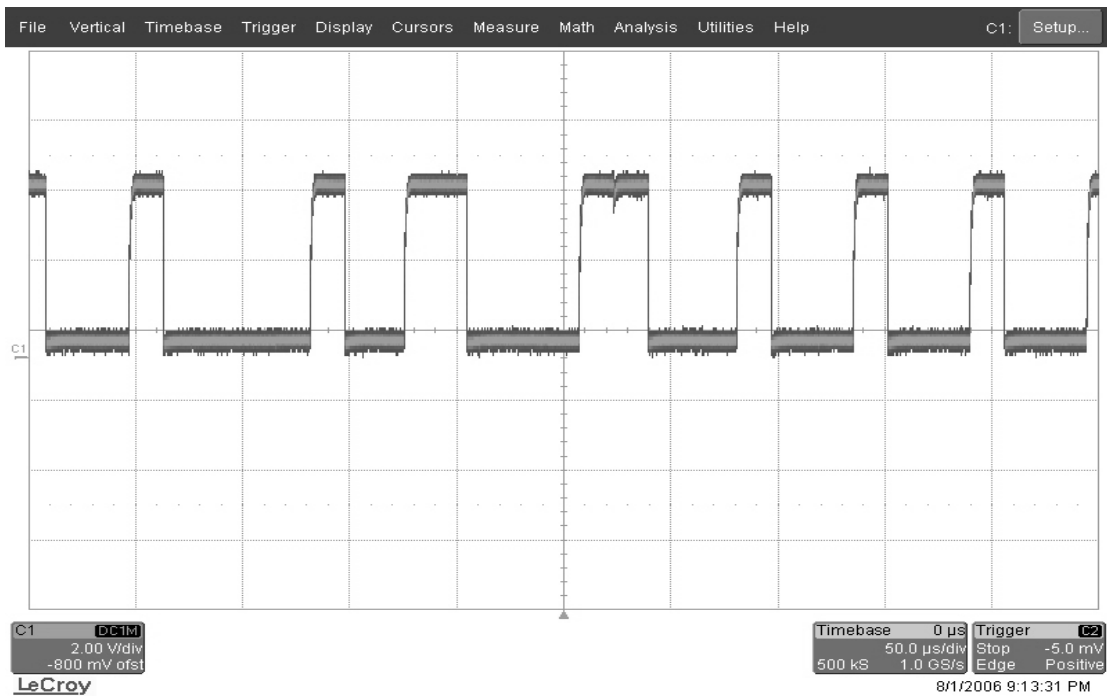 File Vertical Timebase Trigger Display Cursors Measure Math Analysis Utilities Help C1: Setup...
C1
C1 DC1M
2.00 V/div
-800 mV ofst
Timebase 0 µs
50.0 µs/div
500 kS 1.0 GS/s
Trigger C2
Stop -5.0 mV
Edge Positive
LeCroy
8/1/2006 9:13:31 PM